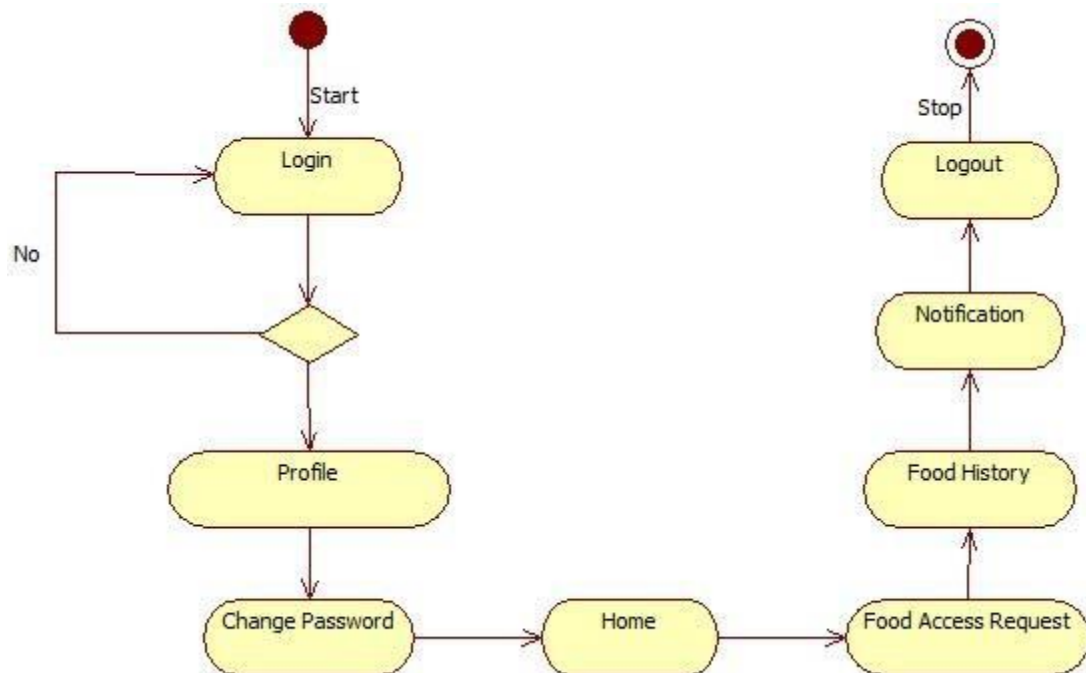 Start
Login
No
Profile
Change Password
Home
Food Access Request
Food History
Notification
Logout
Stop